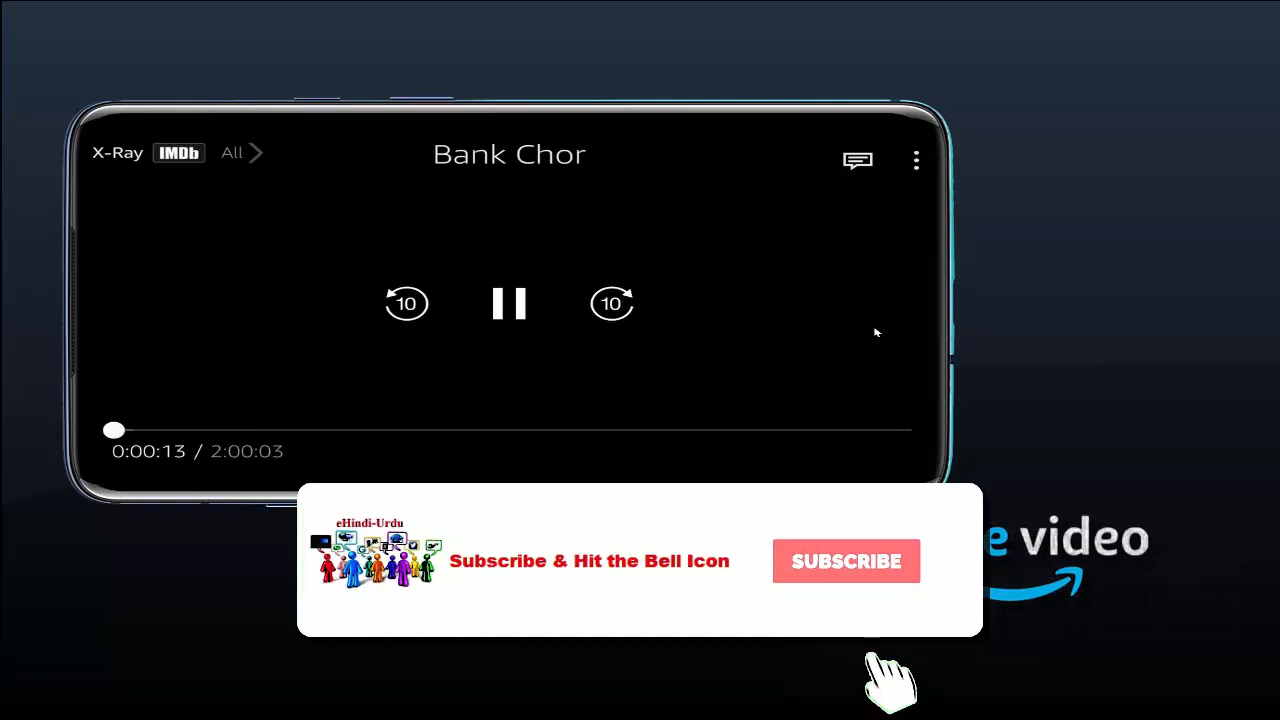 X-Ray IMDb All
Bank Chor
10 10
0:00:13 / 2:00:03
eHindi-Urdu
Subscribe & Hit the Bell Icon
SUBSCRIBE
e video